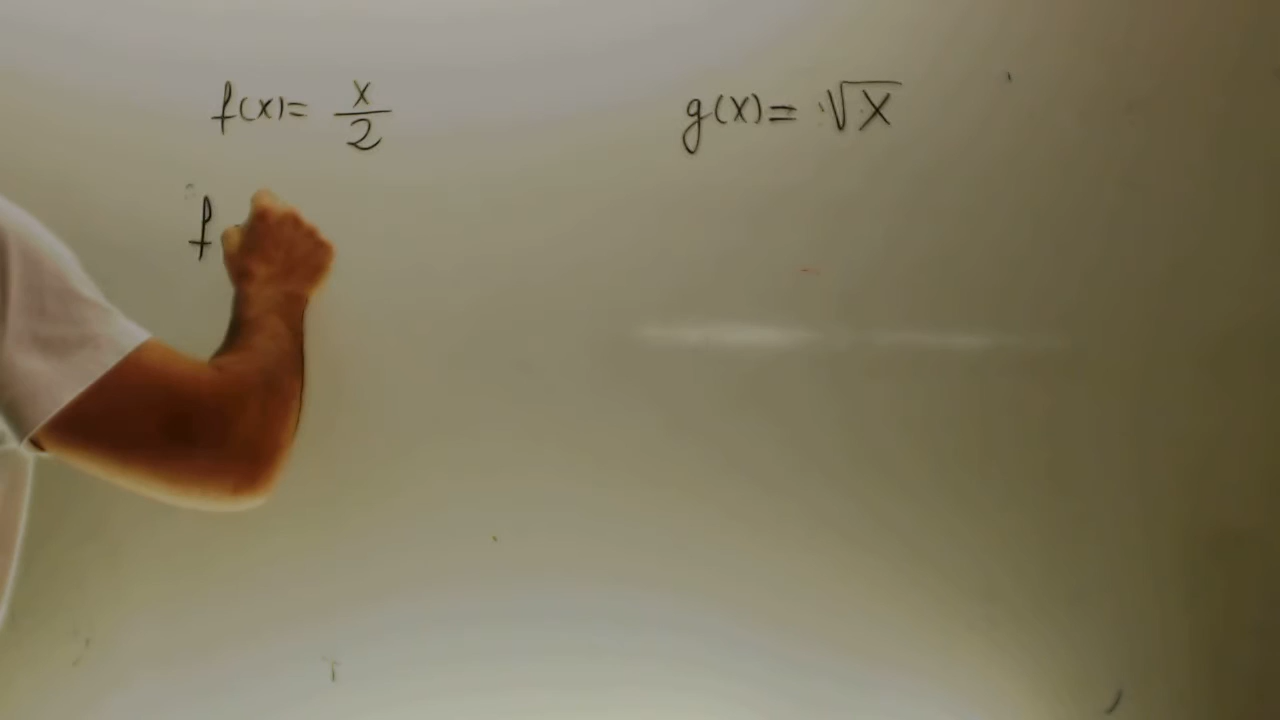 f(x)= x/2
g(x)= √x
f